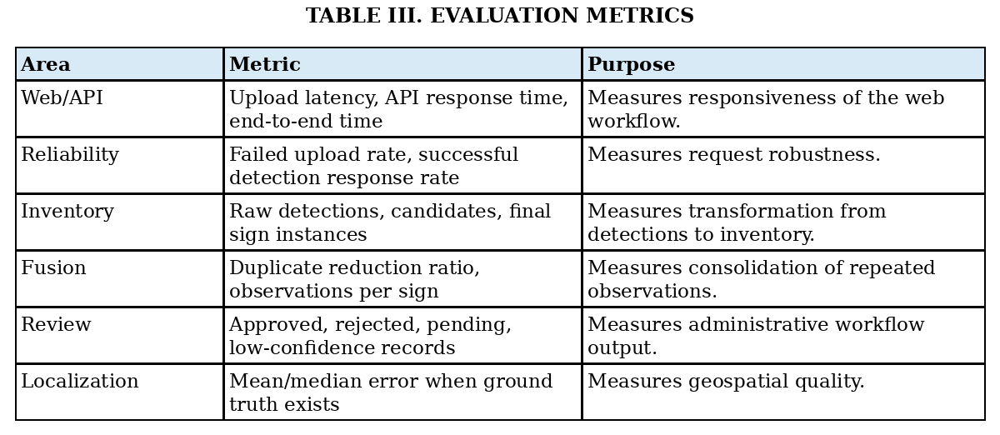 TABLE III. EVALUATION METRICS
Area Metric Purpose
Web/API Upload latency, API response time, Measures responsiveness of the web
end-to-end time workflow.
Reliability Failed upload rate, successful Measures request robustness.
detection response rate
Inventory Raw detections, candidates, final Measures transformation from
sign instances detections to inventory.
Fusion Duplicate reduction ratio, Measures consolidation of repeated
observations per sign observations.
Review Approved, rejected, pending, Measures administrative workflow
low-confidence records output.
Localization Mean/median error when ground Measures geospatial quality.
truth exists